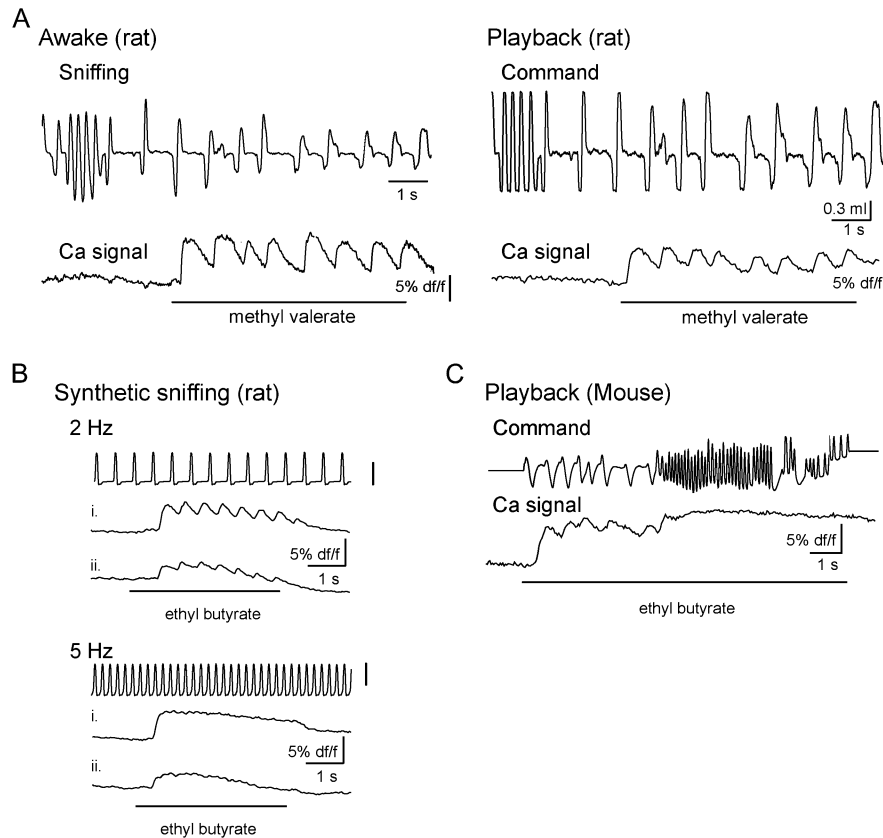 A
Awake (rat)
Sniffing
1 s
Ca signal
5% df/f
methyl valerate
Playback (rat)
Command
0.3 ml
1 s
Ca signal
5% df/f
methyl valerate
B
Synthetic sniffing (rat)
2 Hz
i.
5% df/f
1 s
ii.
ethyl butyrate
5 Hz
i.
5% df/f
1 s
ii.
ethyl butyrate
C
Playback (Mouse)
Command
Ca signal
5% df/f
1 s
ethyl butyrate